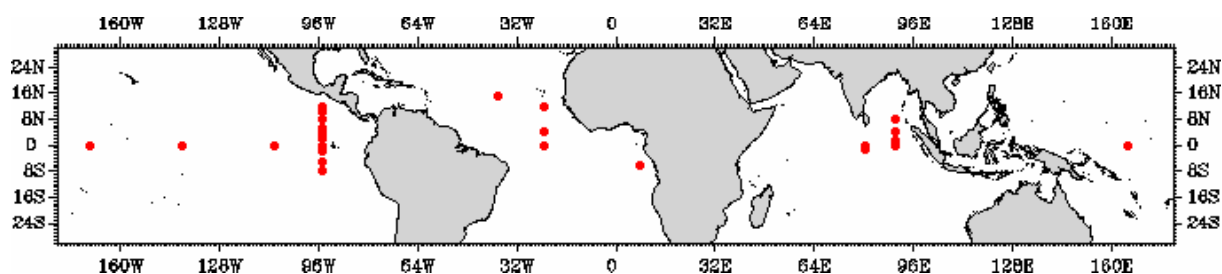 160W 128W 96W 64W 32W 0 32E 64E 96E 128E 160E
24N 24N
16N 16N
8N 8N
0 0
8S 8S
16S 16S
24S 24S
160W 128W 96W 64W 32W 0 32E 64E 96E 128E 160E